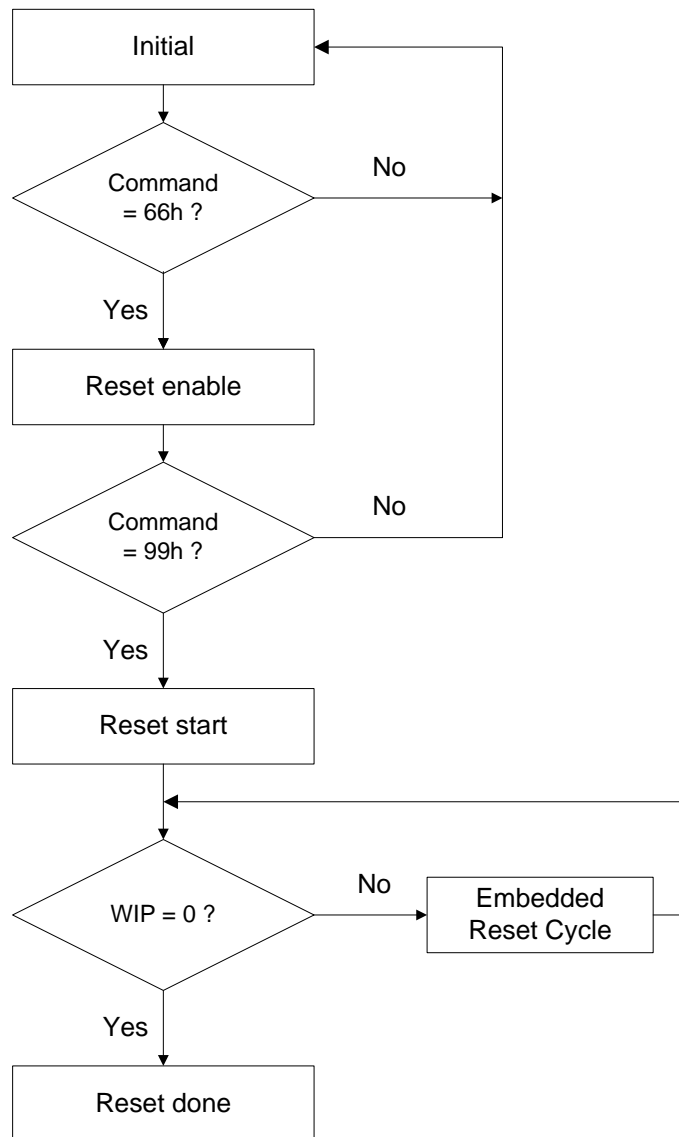 Initial
Command
= 66h ?
No
Yes
Reset enable
Command
= 99h ?
No
Yes
Reset start
WIP = 0 ?
No
Embedded
Reset Cycle
Yes
Reset done